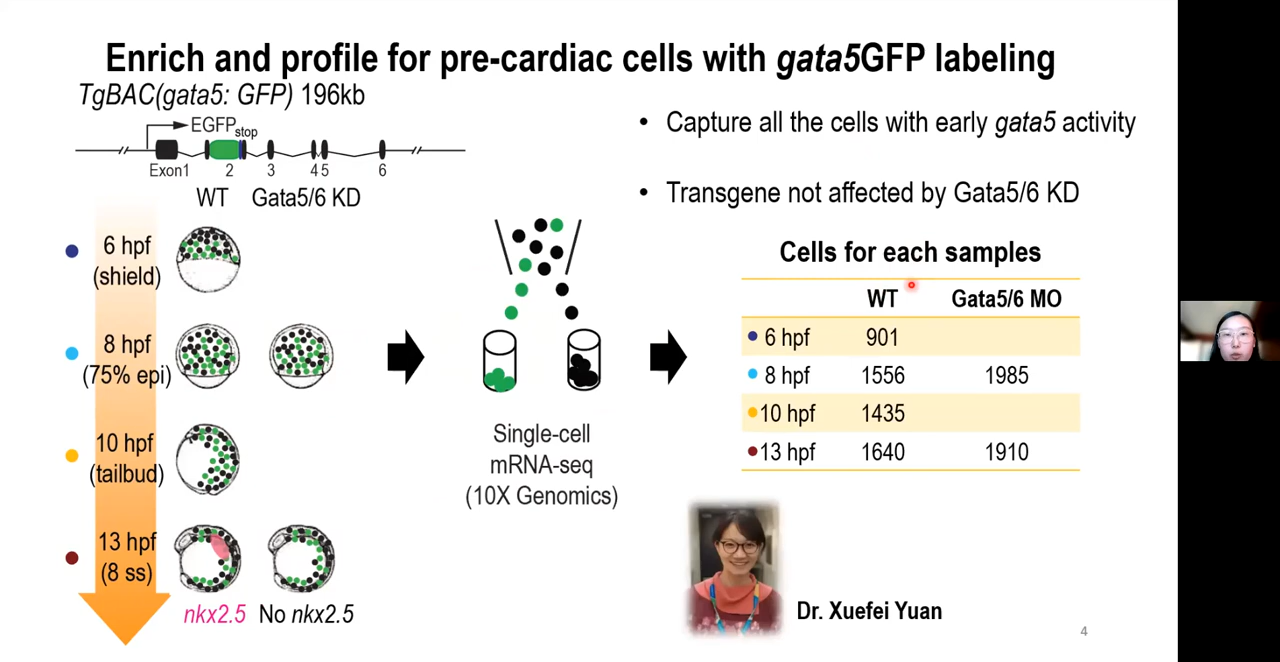 Enrich and profile for pre-cardiac cells with gata5GFP labeling
TgBAC(gata5: GFP) 196kb
EGFP
stop
Exon1 2 3 4 5 6
WT Gata5/6 KD
6 hpf
(shield)
8 hpf
(75% epi)
10 hpf
(tailbud)
13 hpf
(8 ss)
nkx2.5 No nkx2.5
Single-cell
mRNA-seq
(10X Genomics)
• Capture all the cells with early gata5 activity
• Transgene not affected by Gata5/6 KD
Cells for each samples
WT Gata5/6 MO
6 hpf 901
8 hpf 1556 1985
10 hpf 1435
13 hpf 1640 1910
Dr. Xuefei Yuan
4